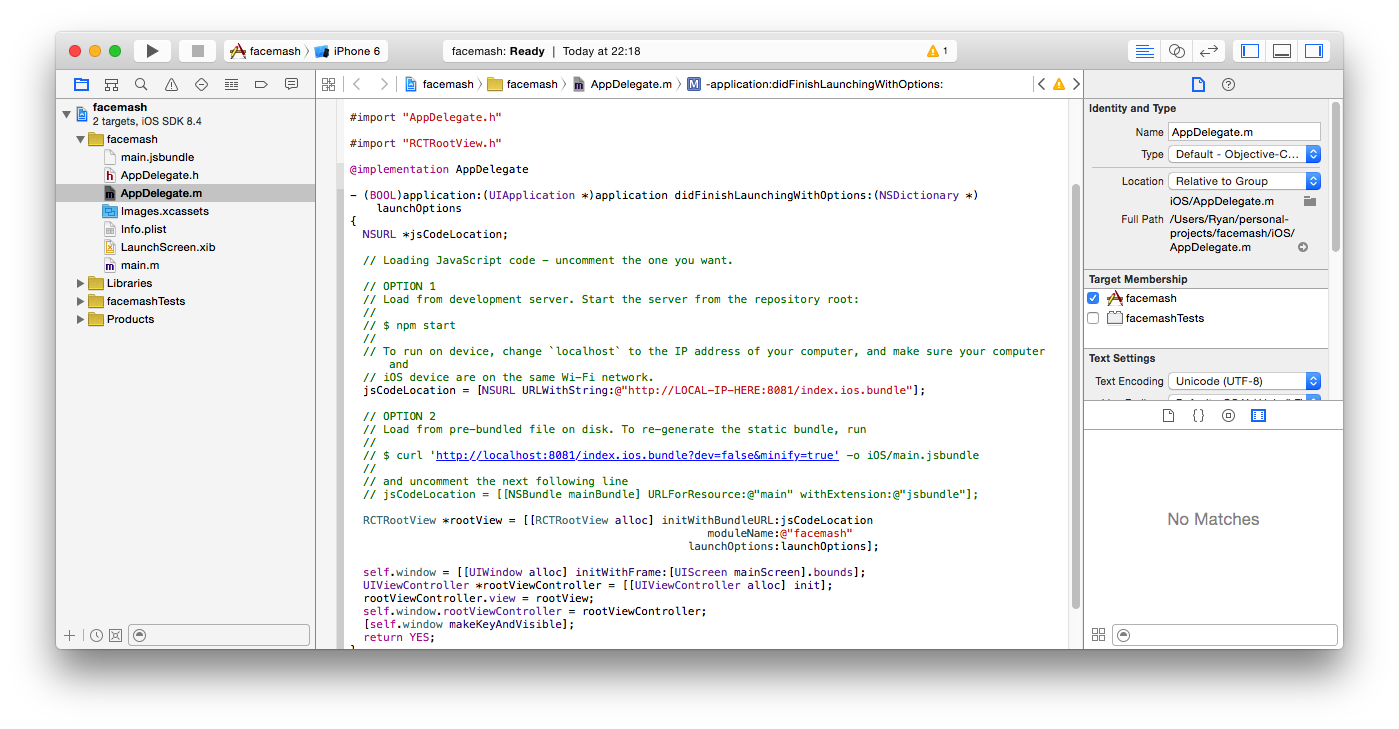 facemash
iPhone 6
facemash: Ready | Today at 22:18
1
facemash
facemash
AppDelegate.m
M
-application:didFinishLaunchingWithOptions:
facemash
2 targets, iOS SDK 8.4
facemash
main.jsbundle
h AppDelegate.h
m AppDelegate.m
Images.xcassets
Info.plist
LaunchScreen.xib
m main.m
Libraries
facemashTests
Products
#import "AppDelegate.h"
#import "RCTRootView.h"
@implementation AppDelegate
- (BOOL)application:(UIApplication *)application didFinishLaunchingWithOptions:(NSDictionary *)
launchOptions
{
NSURL *jsCodeLocation;
// Loading JavaScript code - uncomment the one you want.
// OPTION 1
// Load from development server. Start the server from the repository root:
//
// $ npm start
//
// To run on device, change `localhost` to the IP address of your computer, and make sure your computer
and
// iOS device are on the same Wi-Fi network.
jsCodeLocation = [NSURL URLWithString:@"http://LOCAL-IP-HERE:8081/index.ios.bundle"];
// OPTION 2
// Load from pre-bundled file on disk. To re-generate the static bundle, run
//
// $ curl 'http://localhost:8081/index.ios.bundle?dev=false&minify=true' -o iOS/main.jsbundle
//
// and uncomment the next following line
// jsCodeLocation = [[NSBundle mainBundle] URLForResource:@"main" withExtension:@"jsbundle"];
RCTRootView *rootView = [[RCTRootView alloc] initWithBundleURL:jsCodeLocation
moduleName:@"facemash"
launchOptions:launchOptions];
self.window = [[UIWindow alloc] initWithFrame:[UIScreen mainScreen].bounds];
UIViewController *rootViewController = [[UIViewController alloc] init];
rootViewController.view = rootView;
self.window.rootViewController = rootViewController;
[self.window makeKeyAndVisible];
return YES;
}
Identity and Type
Name AppDelegate.m
Type Default - Objective-C...
Location Relative to Group
iOS/AppDelegate.m
Full Path /Users/Ryan/personal-
projects/facemash/iOS/
AppDelegate.m
Target Membership
facemash
facemashTests
Text Settings
Text Encoding Unicode (UTF-8)
{ }
No Matches